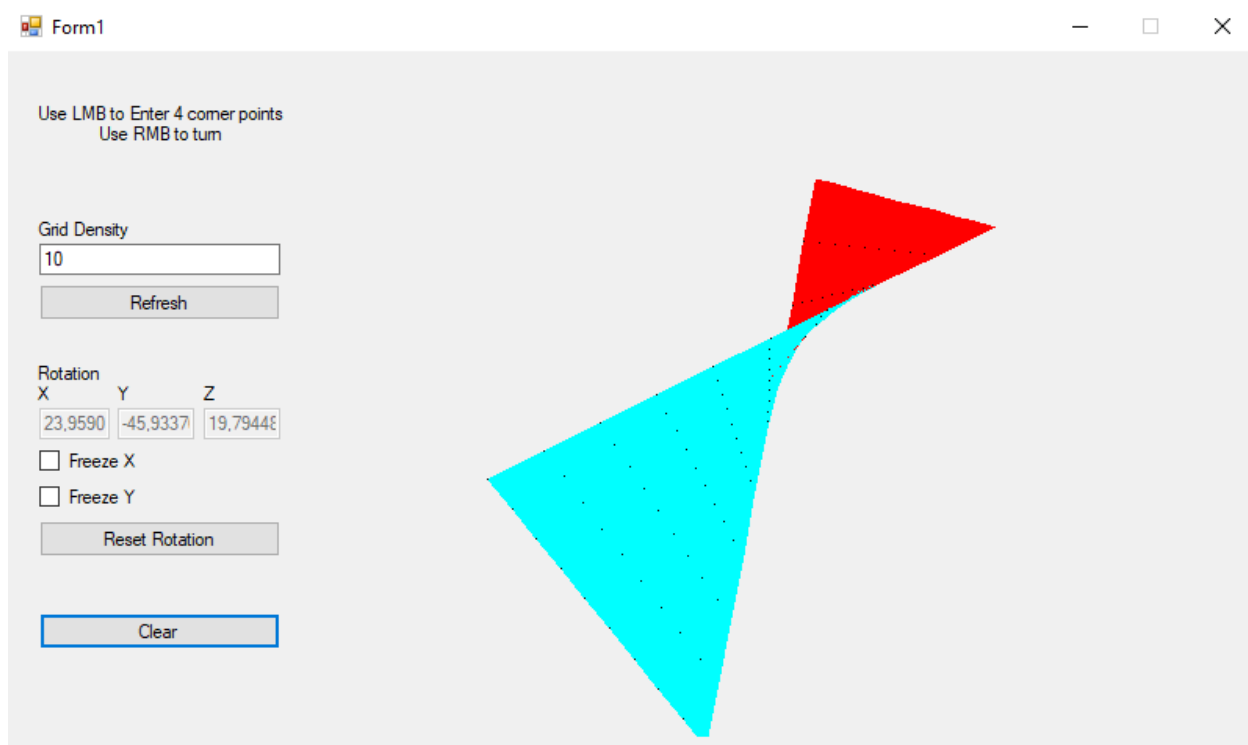 Form1
Use LMB to Enter 4 corner points
Use RMB to turn
Grid Density
10
Refresh
Rotation
X Y Z
23,9590 -45,9337 19,7944
Freeze X
Freeze Y
Reset Rotation
Clear